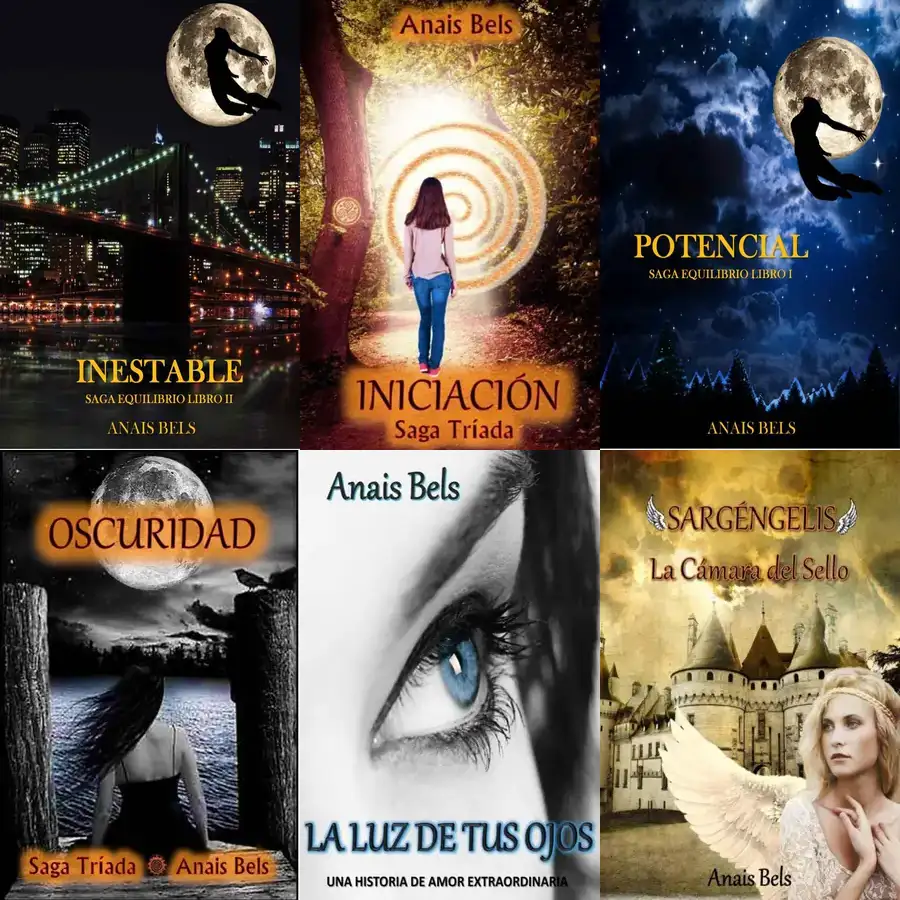 INESTABLE
SAGA EQUILIBRIO LIBRO II
ANAIS BELS
Anais Bels
INICIACIÓN
Saga Tríada
POTENCIAL
SAGA EQUILIBRIO LIBRO I
ANAIS BELS
OSCURIDAD
Saga Tríada Anais Bels
Anais Bels
LA LUZ DE TUS OJOS
UNA HISTORIA DE AMOR EXTRAORDINARIA
SARGÉNGELIS
La Cámara del Sello
Anais Bels